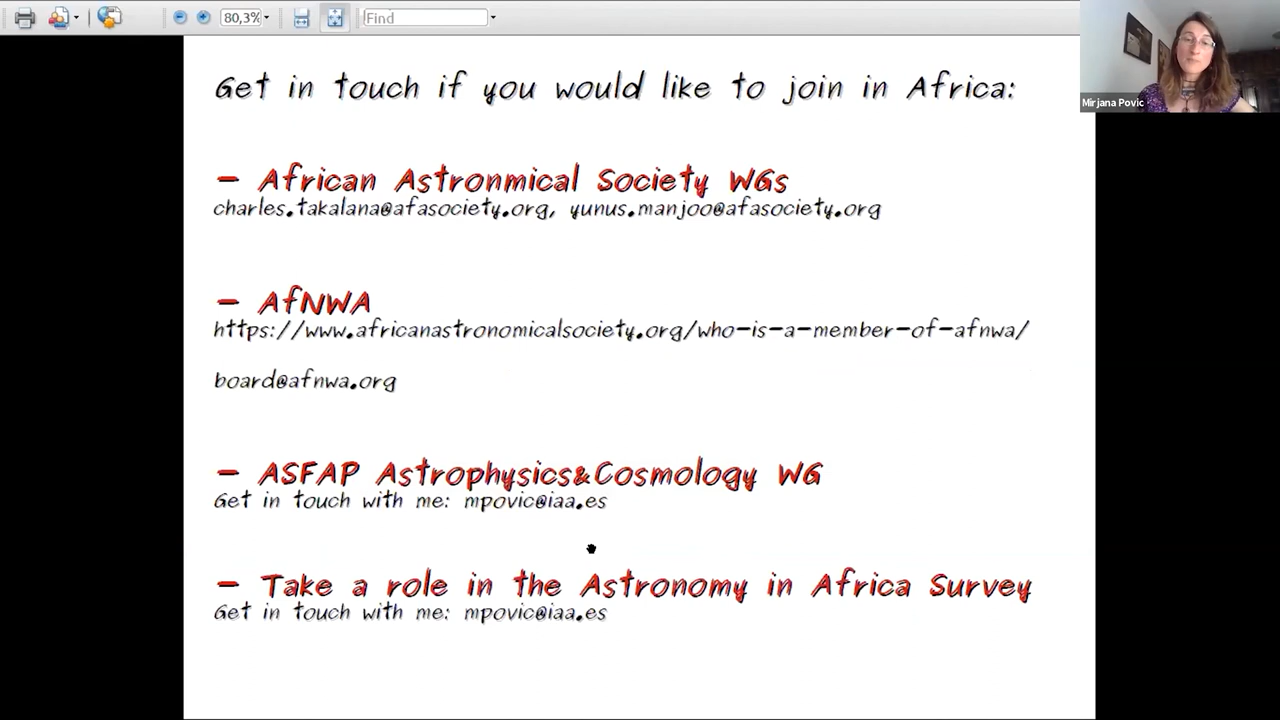 80,3%
Find
Mirjana Povic
Get in touch if you would like to join in Africa:
- African Astronmical Society WGs
charles.takalana@afasociety.org, yunus.manjoo@afasociety.org
- AfNWA
https://www.africanastronomicalsociety.org/who-is-a-member-of-afnwa/
board@afnwa.org
- ASFAP Astrophysics&Cosmology WG
Get in touch with me: mpovic@iaa.es
- Take a role in the Astronomy in Africa Survey
Get in touch with me: mpovic@iaa.es